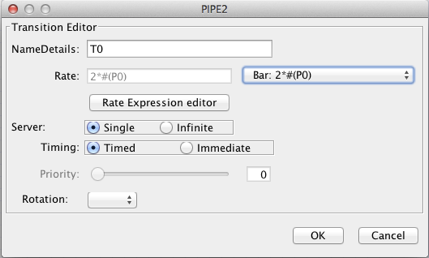 PIPE2
Transition Editor
NameDetails: T0
Rate: 2*#(P0) Bar: 2*#(P0)
Rate Expression editor
Server: Single Infinite
Timing: Timed Immediate
Priority: 0
Rotation:
OK Cancel